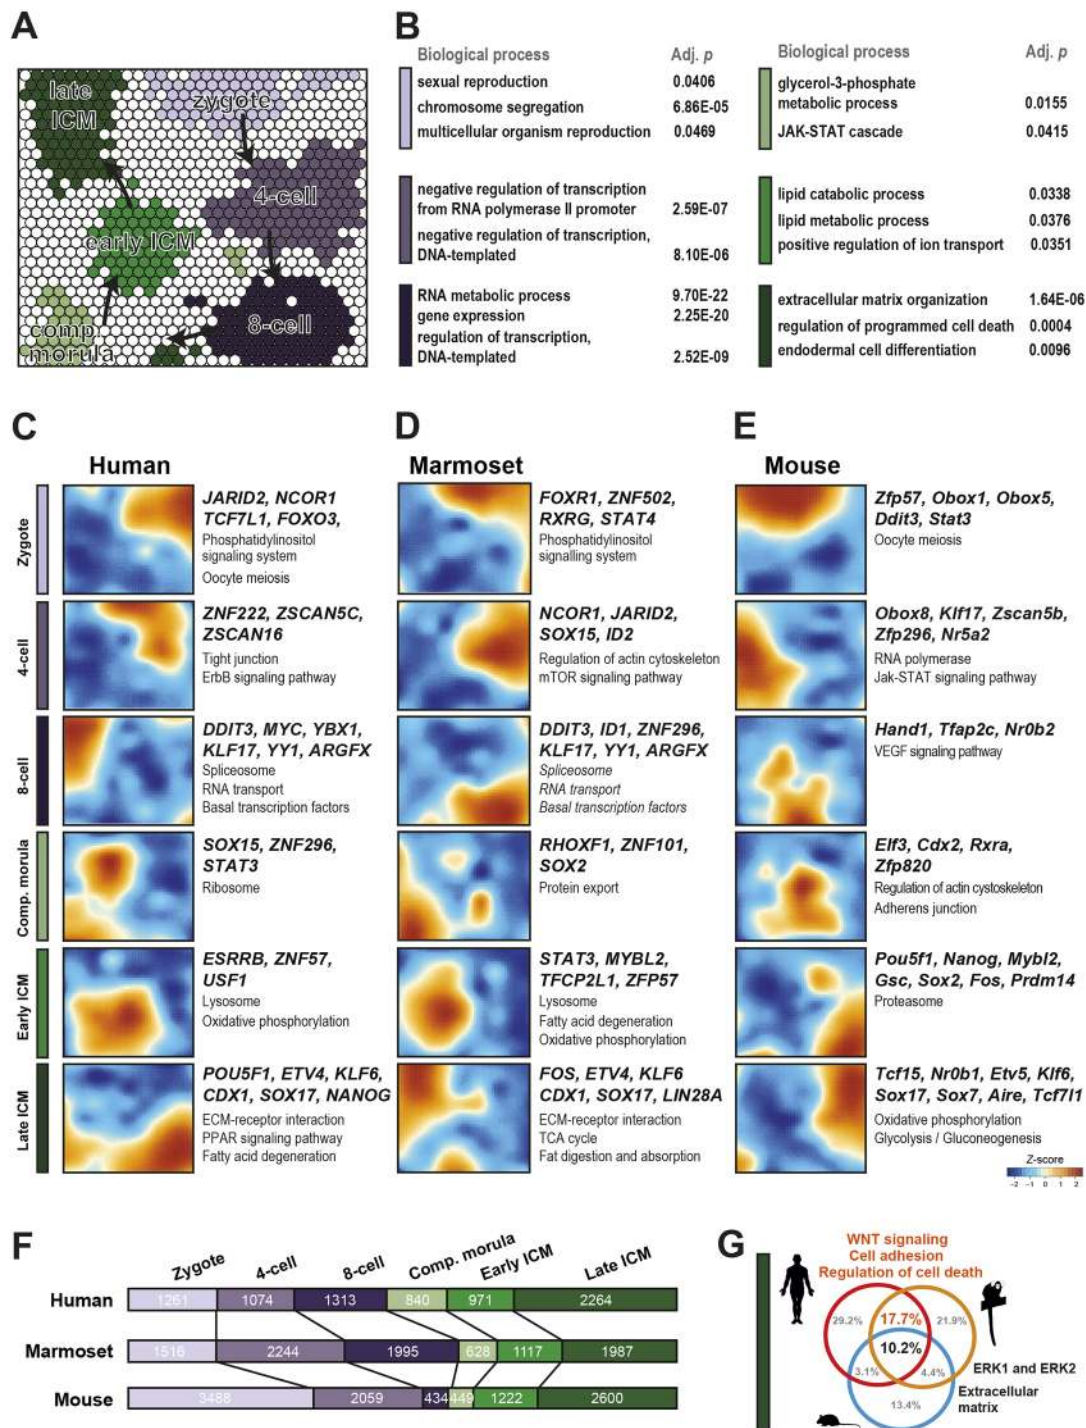 A
late
ICM
zygote
4-cell
early ICM
8-cell
comp
morula
B
Biological process Adj. p
sexual reproduction 0.0406
chromosome segregation 6.86E-05
multicellular organism reproduction 0.0469
negative regulation of transcription
from RNA polymerase II promoter 2.59E-07
negative regulation of transcription,
DNA-templated 8.10E-06
RNA metabolic process 9.70E-22
gene expression 2.25E-20
regulation of transcription,
DNA-templated 2.52E-09
Biological process Adj. p
glycerol-3-phosphate
metabolic process 0.0155
JAK-STAT cascade 0.0415
lipid catabolic process 0.0338
lipid metabolic process 0.0376
positive regulation of ion transport 0.0351
extracellular matrix organization 1.64E-06
regulation of programmed cell death 0.0004
endodermal cell differentiation 0.0096
C
Human
Zygote
JARID2, NCOR1
TCF7L1, FOXO3,
Phosphatidylinositol
signaling system
Oocyte meiosis
4-cell
ZNF222, ZSCAN5C,
ZSCAN16
Tight junction
ErbB signaling pathway
8-cell
DDIT3, MYC, YBX1,
KLF17, YY1, ARGFX
Spliceosome
RNA transport
Basal transcription factors
Comp. morula
SOX15, ZNF296,
STAT3
Ribosome
Early ICM
ESRRB, ZNF57,
USF1
Lysosome
Oxidative phosphorylation
Late ICM
POU5F1, ETV4, KLF6,
CDX1, SOX17, NANOG
ECM-receptor interaction
PPAR signaling pathway
Fatty acid degeneration
D
Marmoset
FOXR1, ZNF502,
RXRG, STAT4
Phosphatidylinositol
signalling system
NCOR1, JARID2,
SOX15, ID2
Regulation of actin cytoskeleton
mTOR signaling pathway
DDIT3, ID1, ZNF296,
KLF17, YY1, ARGFX
Spliceosome
RNA transport
Basal transcription factors
RHOXF1, ZNF101,
SOX2
Protein export
STAT3, MYBL2,
TFCP2L1, ZFP57
Lysosome
Fatty acid degeneration
Oxidative phosphorylation
FOS, ETV4, KLF6
CDX1, SOX17, LIN28A
ECM-receptor interaction
TCA cycle
Fat digestion and absorption
E
Mouse
Zfp57, Obox1, Obox5,
Ddit3, Stat3
Oocyte meiosis
Obox8, Klf17, Zscan5b,
Zfp296, Nr5a2
RNA polymerase
Jak-STAT signaling pathway
Hand1, Tfap2c, Nr0b2
VEGF signaling pathway
Elf3, Cdx2, Rxra,
Zfp820
Regulation of actin cystoskeleton
Adherens junction
Pou5f1, Nanog, Mybl2,
Gsc, Sox2, Fos, Prdm14
Proteasome
Tcf15, Nr0b1, Etv5, Klf6,
Sox17, Sox7, Aire, Tcf7l1
Oxidative phosphorylation
Glycolysis / Gluconeogenesis
Z-score
-2 -1 0 1 2
F
Zygote 4-cell 8-cell Comp. morula Early ICM Late ICM
Human 1261 1074 1313 840 971 2264
Marmoset 1516 2244 1995 628 1117 1987
Mouse 3488 2059 434 449 1222 2600
G
WNT signaling
Cell adhesion
Regulation of cell death
29.2% 17.7% 21.9%
10.2%
3.1% 4.4%
13.4%
ERK1 and ERK2
Extracellular
matrix